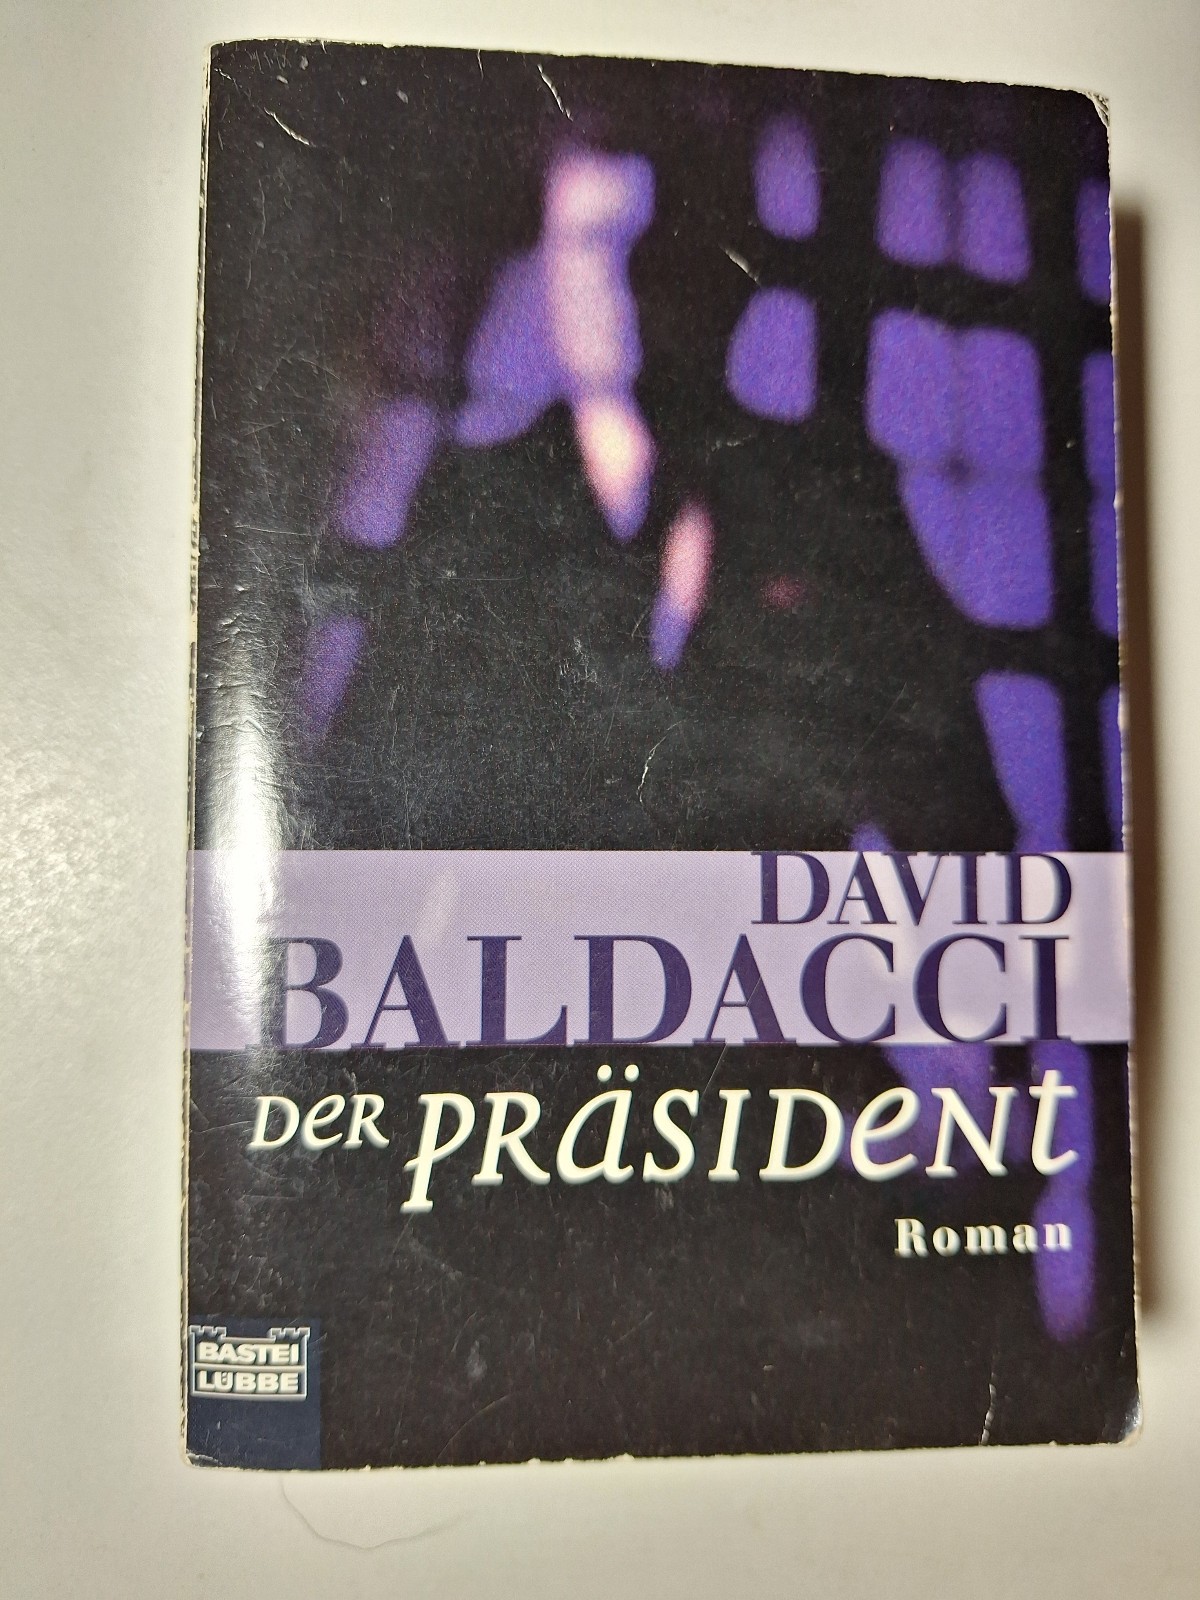 DAVID
BALDACCI
DER PRÄSIDENT
Roman
BASTEI
LÜBBE